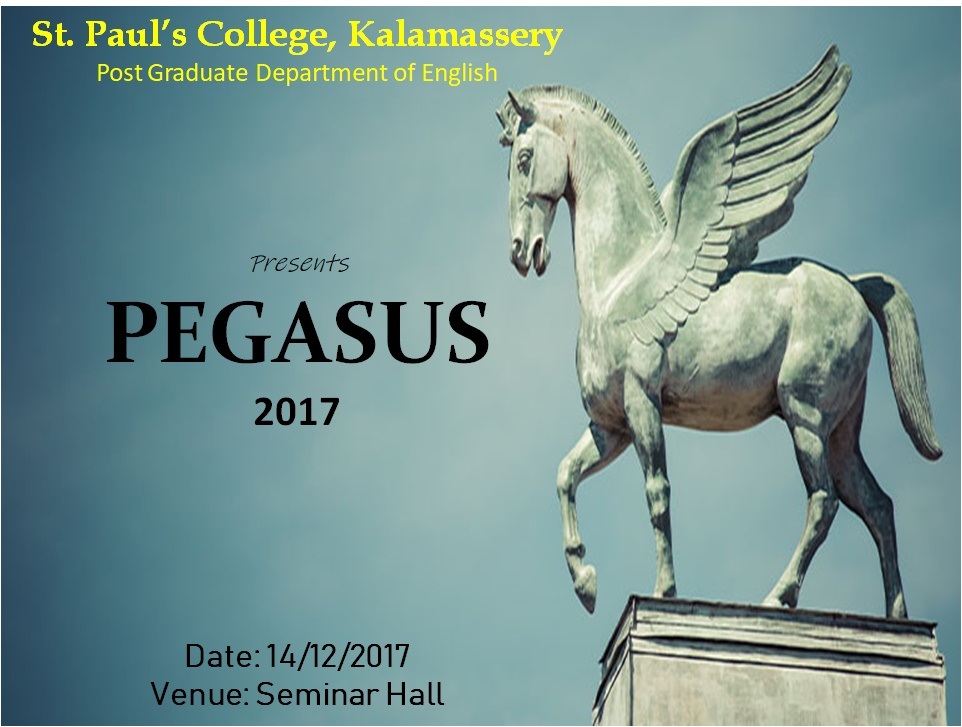 St. Paul’s College, Kalamassery
Post Graduate Department of English
Presents
PEGASUS
2017
Date: 14/12/2017
Venue: Seminar Hall